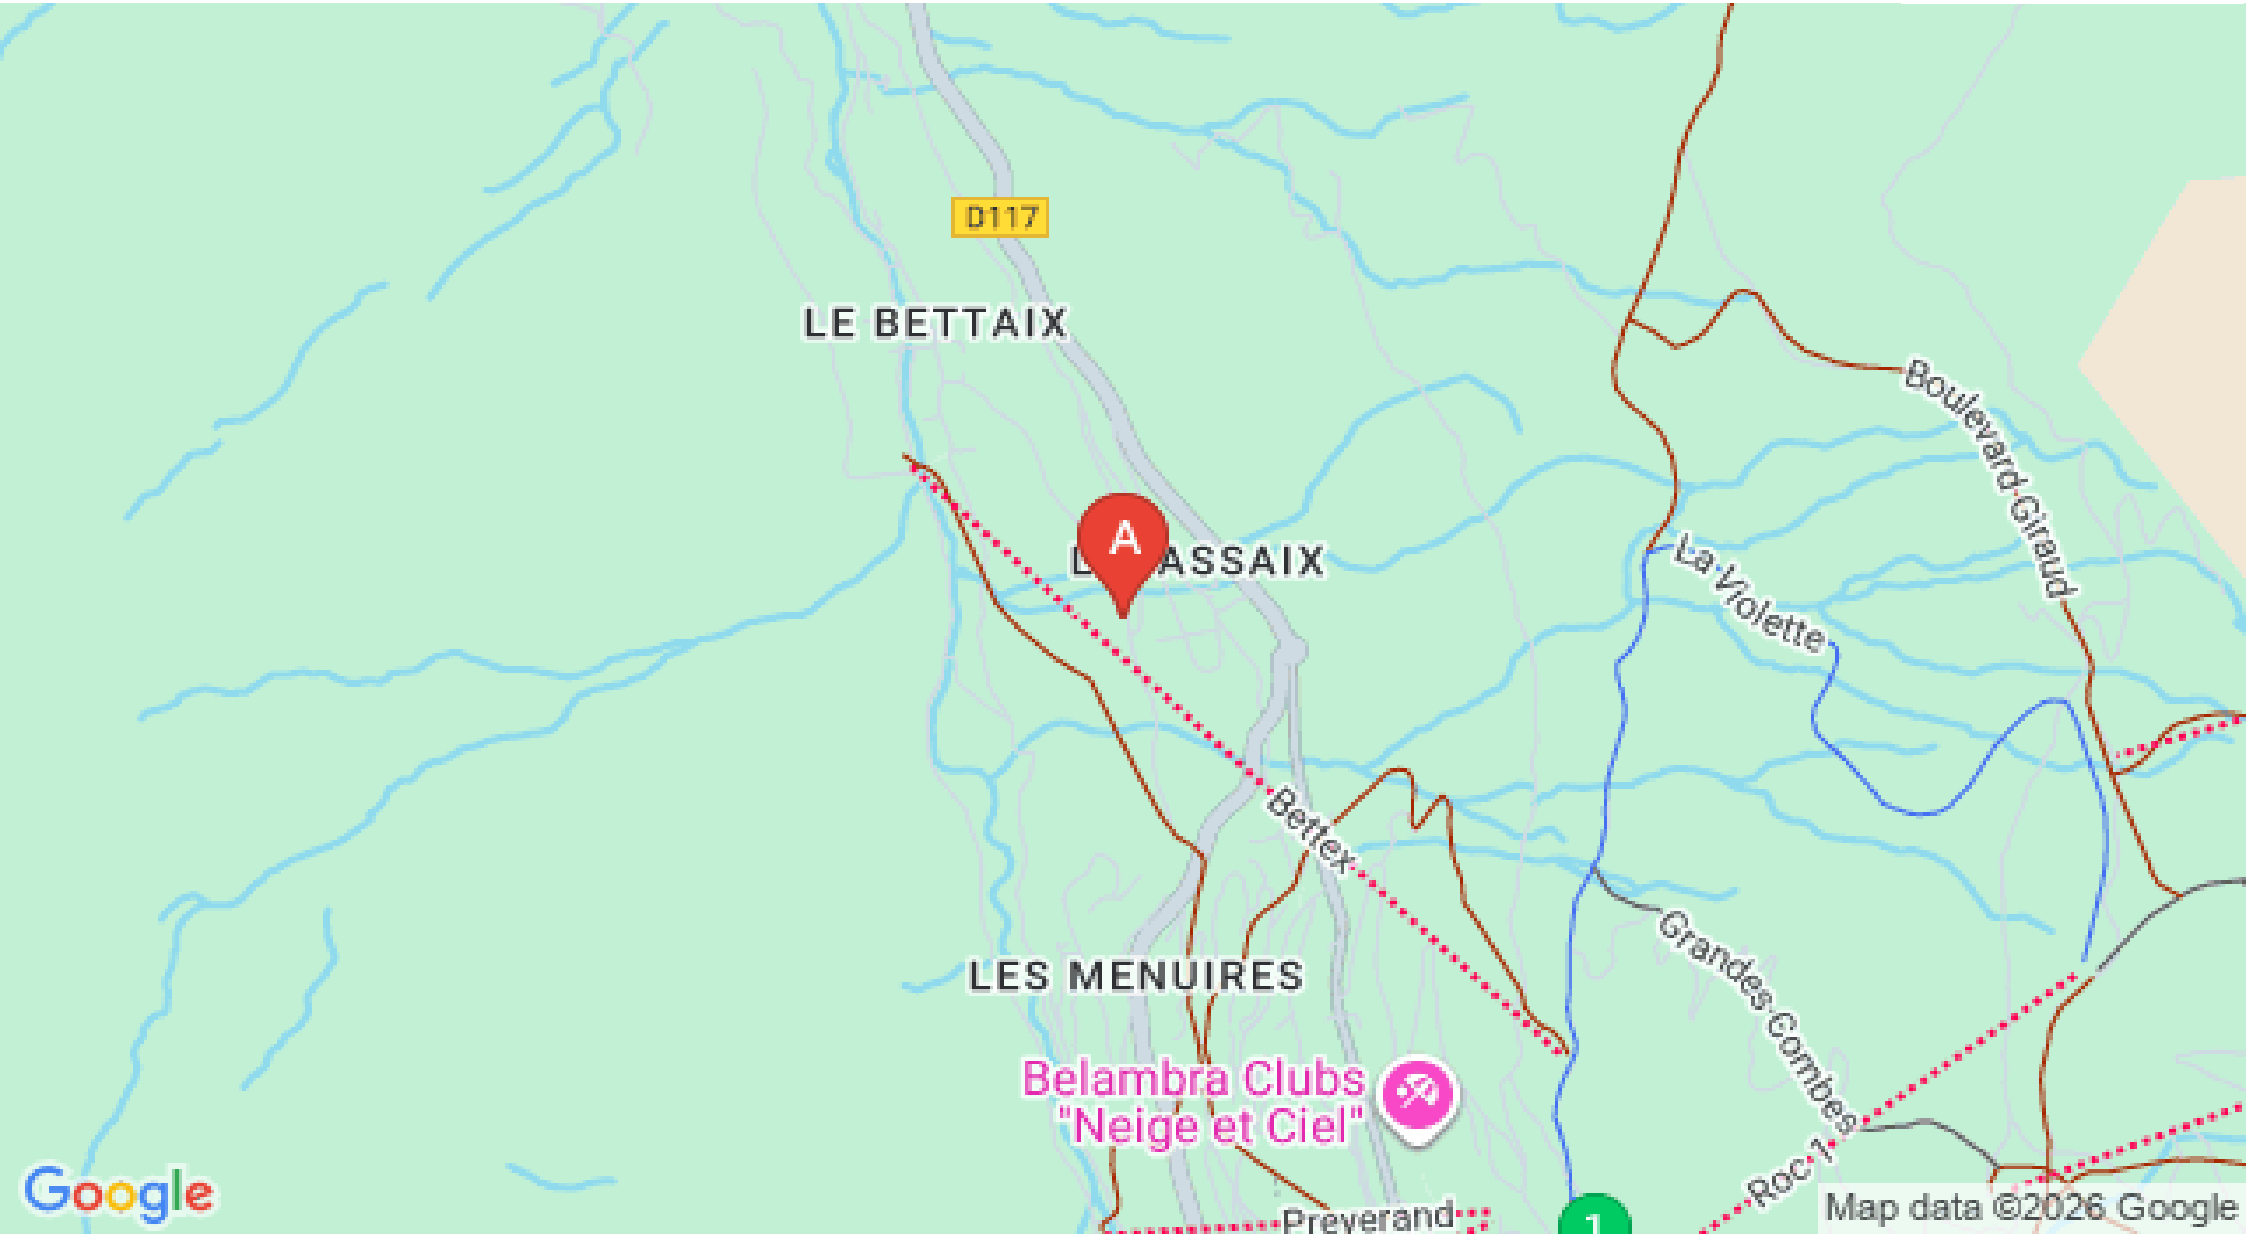 D117
LE BETTAIX
Boulevard Giraud
A
ASSAIX
La Violette
Bettex
Grandes Combes
LES MENUIRES
Belambra Clubs
"Neige et Ciel"
Roc 1
Google
Preyerand
1
Map data ©2026 Google